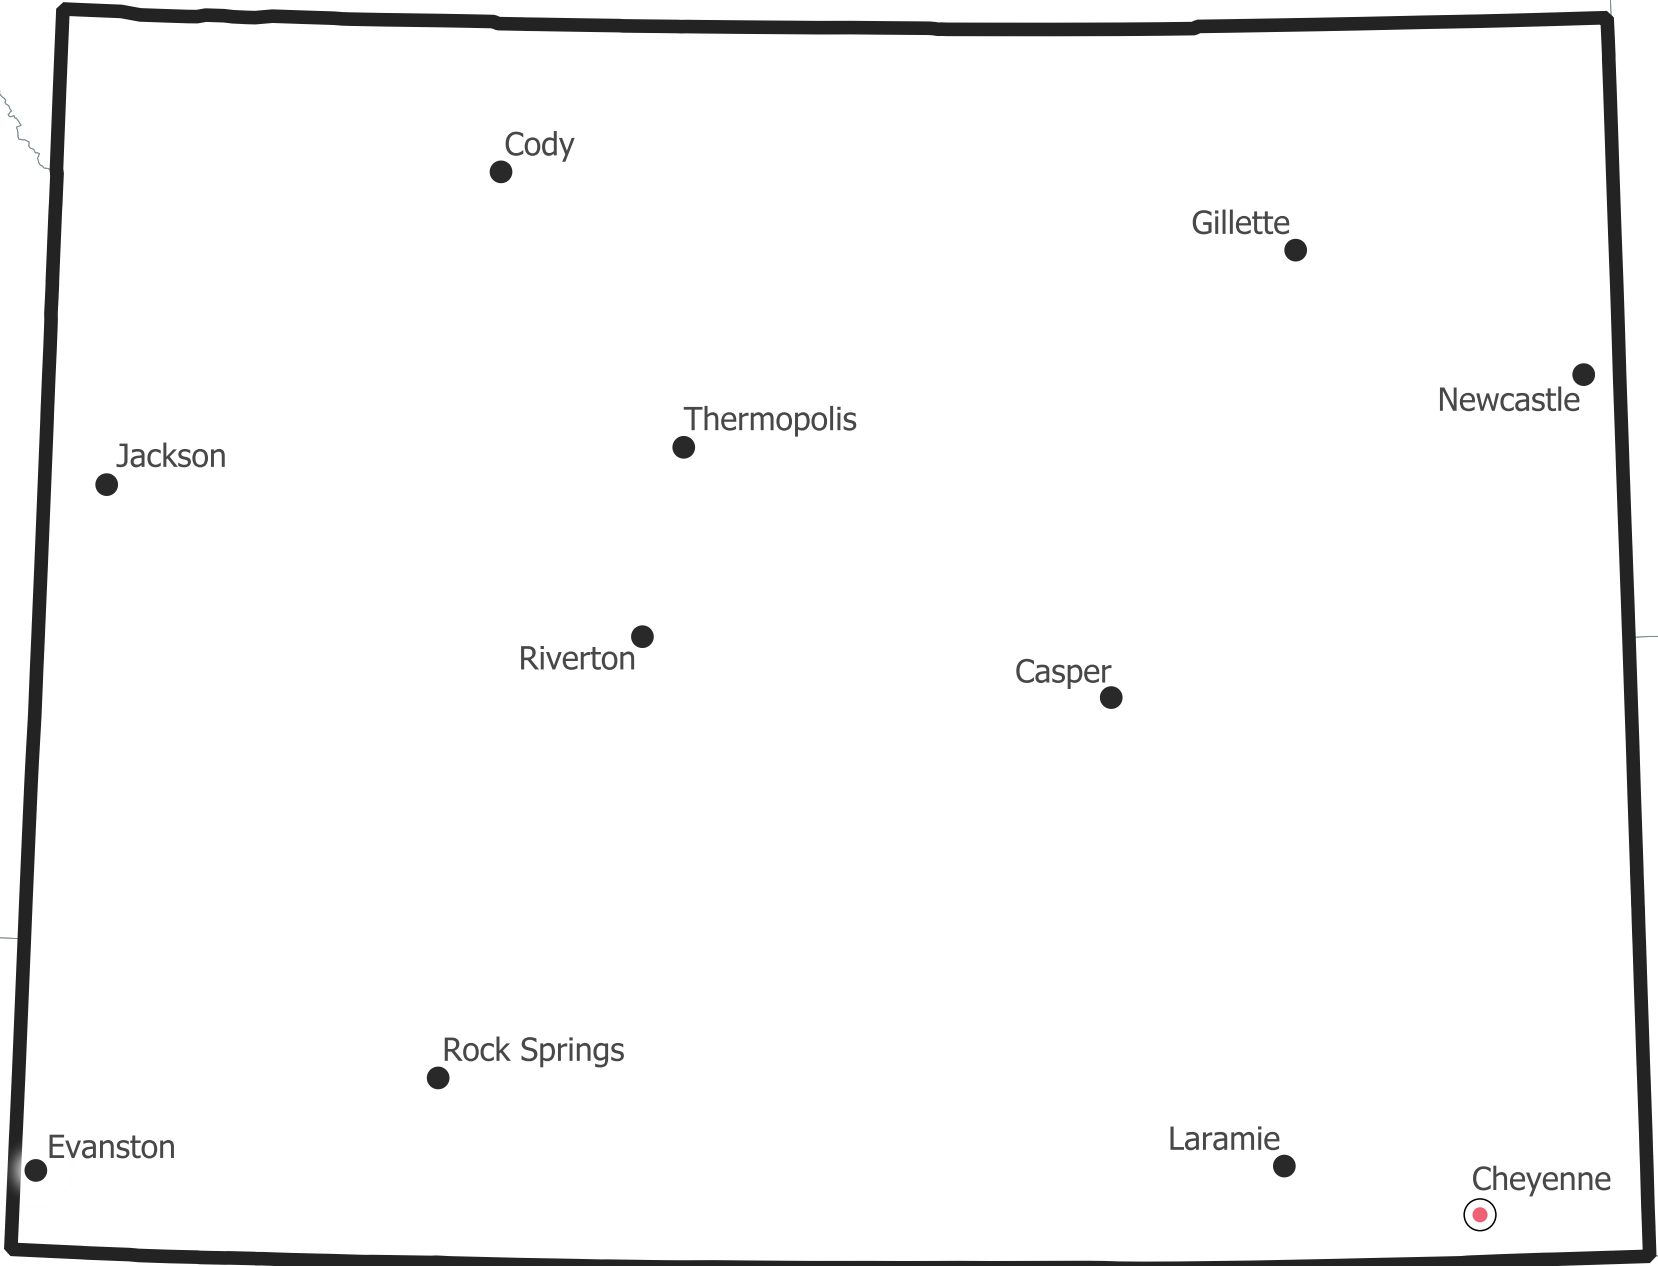 Cody
Gillette
Newcastle
Thermopolis
Jackson
Riverton
Casper
Rock Springs
Evanston
Laramie
Cheyenne